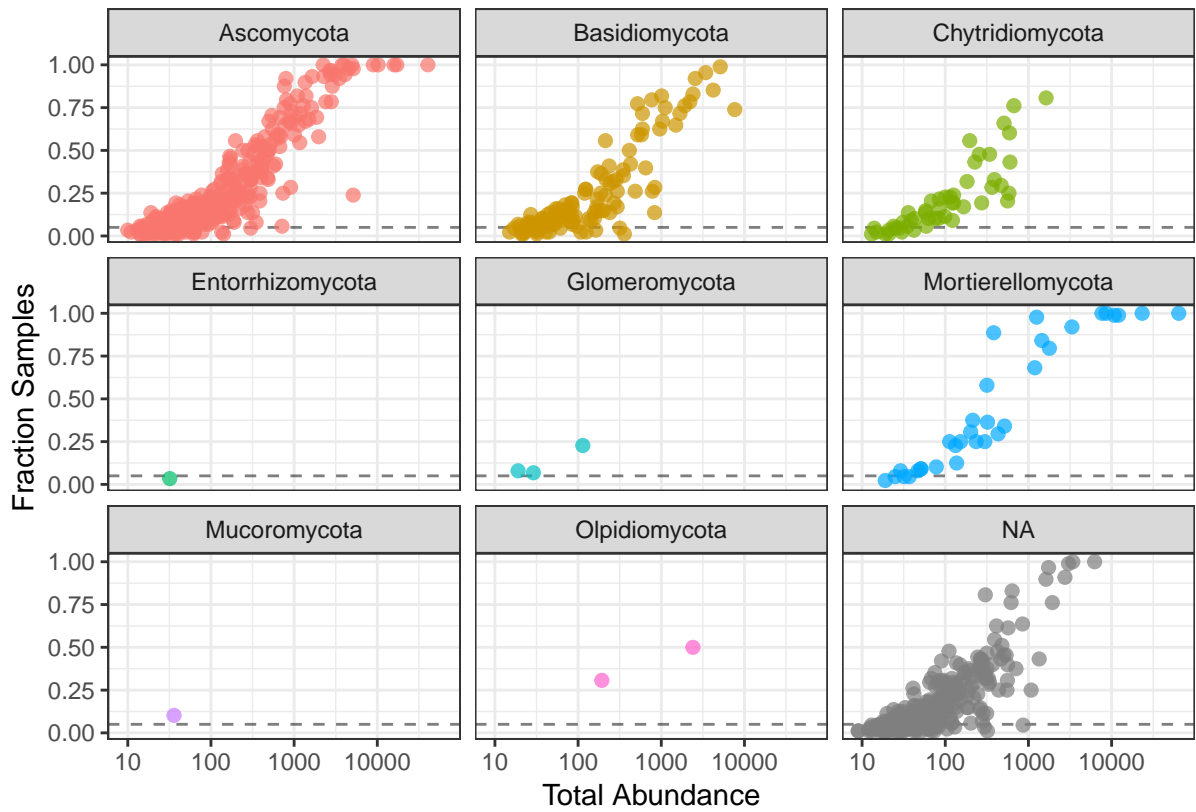 Ascomycota
Basidiomycota
Chytridiomycota
1.00
0.75
0.50
0.25
0.00
Entorrhizomycota
Glomeromycota
Mortierellomycota
1.00
0.75
0.50
0.25
0.00
Mucoromycota
Olpidiomycota
NA
1.00
0.75
0.50
0.25
0.00
Fraction Samples
10 100 1000 10000
10 100 1000 10000
10 100 1000 10000
Total Abundance